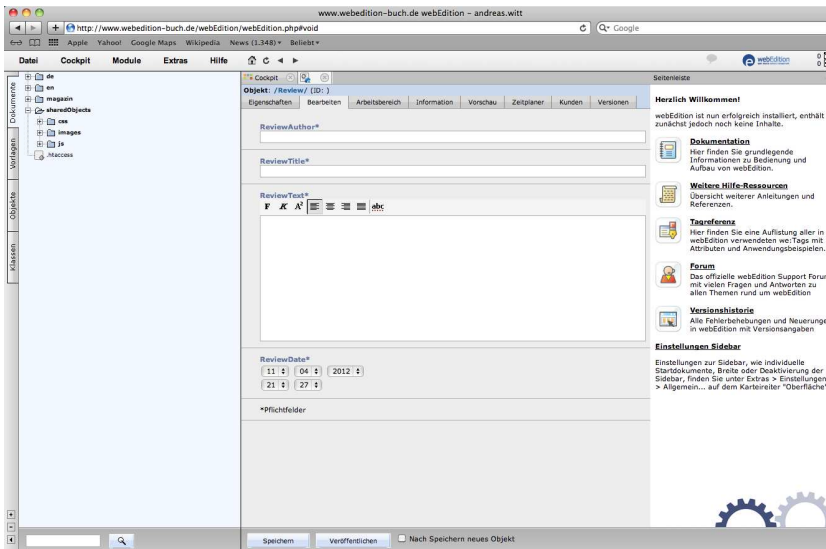 www.webedition-buch.de webEdition – andreas.witt
http://www.webedition-buch.de/webEdition/webEdition.php#void
Google
Apple Yahoo! Google Maps Wikipedia News (1.348) Beliebt
Datei Cockpit Module Extras Hilfe
webEdition
0
0
Dokumente
Vorlagen
Objekte
Klassen
de
en
magazin
sharedObjects
css
images
js
.htaccess
Cockpit
Objekt: /Review/ (ID: )
Eigenschaften Bearbeiten Arbeitsbereich Information Vorschau Zeitplaner Kunden Versionen
ReviewAuthor*
ReviewTitle*
ReviewText*
F K A² abc
ReviewDate*
11 04 2012
21 27
*Pflichtfelder
Speichern Veröffentlichen Nach Speichern neues Objekt
Seitenleiste
Herzlich Willkommen!
webEdition ist nun erfolgreich installiert, enthält
zunächst jedoch noch keine Inhalte.
Dokumentation
Hier finden Sie grundlegende
Informationen zu Bedienung und
Aufbau von webEdition.
Weitere Hilfe-Ressourcen
Übersicht weiterer Anleitungen und
Referenzen.
Tagreferenz
Hier finden Sie eine Auflistung aller in
webEdition verwendeten we:Tags mit
Attributen und Anwendungsbeispielen.
Forum
Das offizielle webEdition Support Forum
mit vielen Fragen und Antworten zu
allen Themen rund um webEdition
Versionshistorie
Alle Fehlerbehebungen und Neuerunge
in webEdition mit Versionsangaben
Einstellungen Sidebar
Einstellungen zur Sidebar, wie individuelle
Startdokumente, Breite oder Deaktivierung der
Sidebar, finden Sie unter Extras > Einstellungen
> Allgemein... auf dem Karteireiter "Oberfläche"